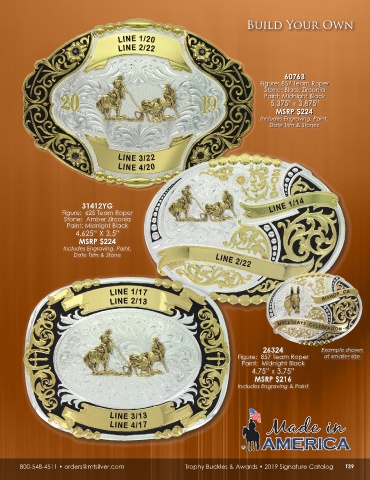 Build Your Own
LINE 1/20
LINE 2/22
20
19
LINE 3/22
LINE 4/20
60763
Figure: 857 Team Roper
Stone: Black Zirconia
Paint: Midnight Black
5.375" x 3.875"
MSRP $224
Includes Engraving, Paint,
Date Trim & Stones
31412YG
Figure: 625 Team Roper
Stone: Amber Zirconia
Paint: Midnight Black
4.625" X 3.5"
MSRP $224
Includes Engraving, Paint,
Date Trim & Stone
2019
LINE 1/14
LINE 2/22
LINE 1/17
LINE 2/13
LINE 3/13
LINE 4/17
26324
Figure: 857 Team Roper
Paint: Midnight Black
4.75" x 3.75"
MSRP $216
Includes Engraving & Paint
Example shown
at smaller size
Made in
AMERICA
800-548-4511 • orders@mtsilver.com
Trophy Buckles & Awards • 2019 Signature Catalog
T39